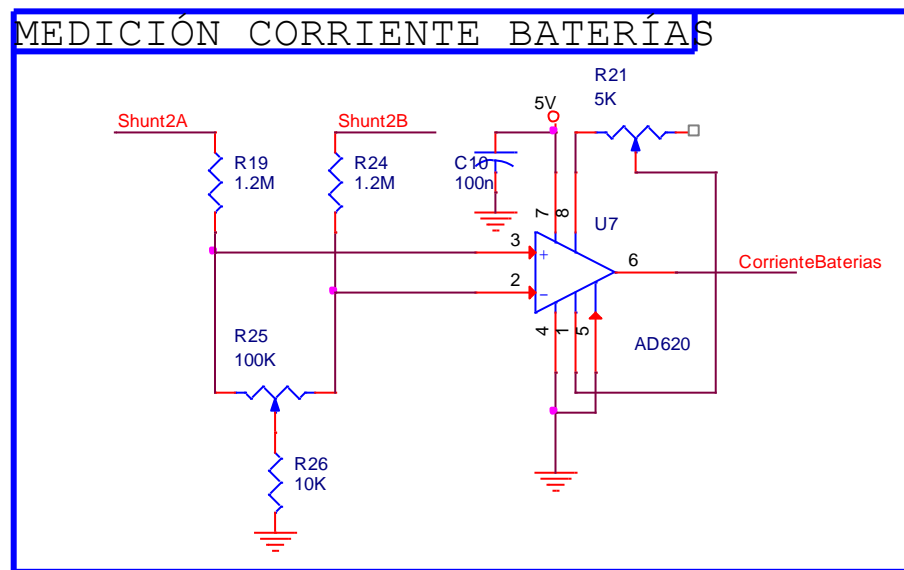 MEDICIÓN CORRIENTE BATERÍAS
R21
5K
5V
Shunt2A
Shunt2B
R19
1.2M
R24
1.2M
C10
100n
7
8
U7
3
+
6
CorrienteBaterias
2
-
4
1
5
AD620
R25
100K
R26
10K